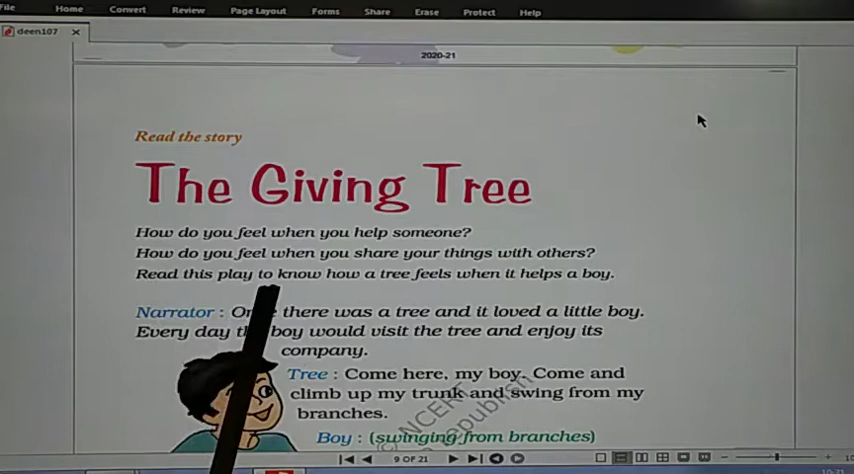 File Home Convert Review Page Layout Forms Share Erase Protect Help
deen107
2020-21
Read the story
The Giving Tree
How do you feel when you help someone?
How do you feel when you share your things with others?
Read this play to know how a tree feels when it helps a boy.
Narrator : there was a tree and it loved a little boy.
Every day boy would visit the tree and enjoy its
company.
Tree : Come here, my boy. Come and
climb up my trunk and swing from my
branches.
Boy : (swinging from branches)
© NCERT
republish
9 OF 21